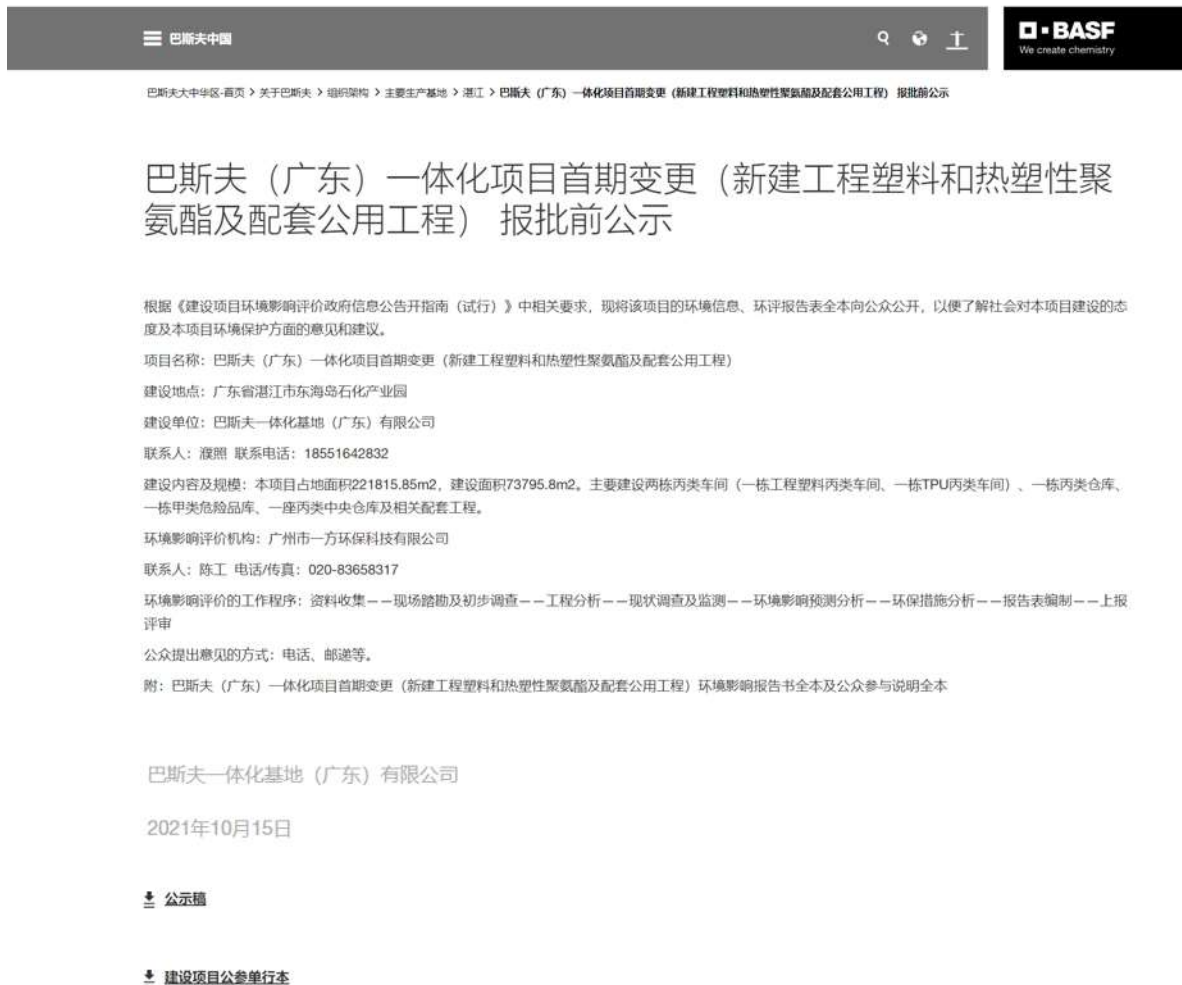 巴斯夫中国
BASF
We create chemistry
巴斯夫大中华区-首页 > 关于巴斯夫 > 组织架构 > 主要生产基地 > 湛江 > 巴斯夫（广东）一体化项目首期变更（新建工程塑料和热塑性聚氨酯及配套公用工程） 报批前公示
巴斯夫（广东）一体化项目首期变更（新建工程塑料和热塑性聚
氨酯及配套公用工程） 报批前公示
根据《建设项目环境影响评价政府信息公告开指南（试行）》中相关要求，现将该项目的环境信息、环评报告表全本向公众公开，以便了解社会对本项目建设的态
度及本项目环境保护方面的意见和建议。
项目名称：巴斯夫（广东）一体化项目首期变更（新建工程塑料和热塑性聚氨酯及配套公用工程）
建设地点：广东省湛江市东海岛石化产业园
建设单位：巴斯夫一体化基地（广东）有限公司
联系人：濮照 联系电话：18551642832
建设内容及规模：本项目占地面积221815.85m2，建设面积73795.8m2。主要建设两栋丙类车间（一栋工程塑料丙类车间、一栋TPU丙类车间）、一栋丙类仓库、
一栋甲类危险品库、一座丙类中央仓库及相关配套工程。
环境影响评价机构：广州市一方环保科技有限公司
联系人：陈工 电话/传真：020-83658317
环境影响评价的工作程序：资料收集——现场踏勘及初步调查——工程分析——现状调查及监测——环境影响预测分析——环保措施分析——报告表编制——上报
评审
公众提出意见的方式：电话、邮递等。
附：巴斯夫（广东）一体化项目首期变更（新建工程塑料和热塑性聚氨酯及配套公用工程）环境影响报告书全本及公众参与说明全本
巴斯夫一体化基地（广东）有限公司
2021年10月15日
公示稿
建设项目公参单行本